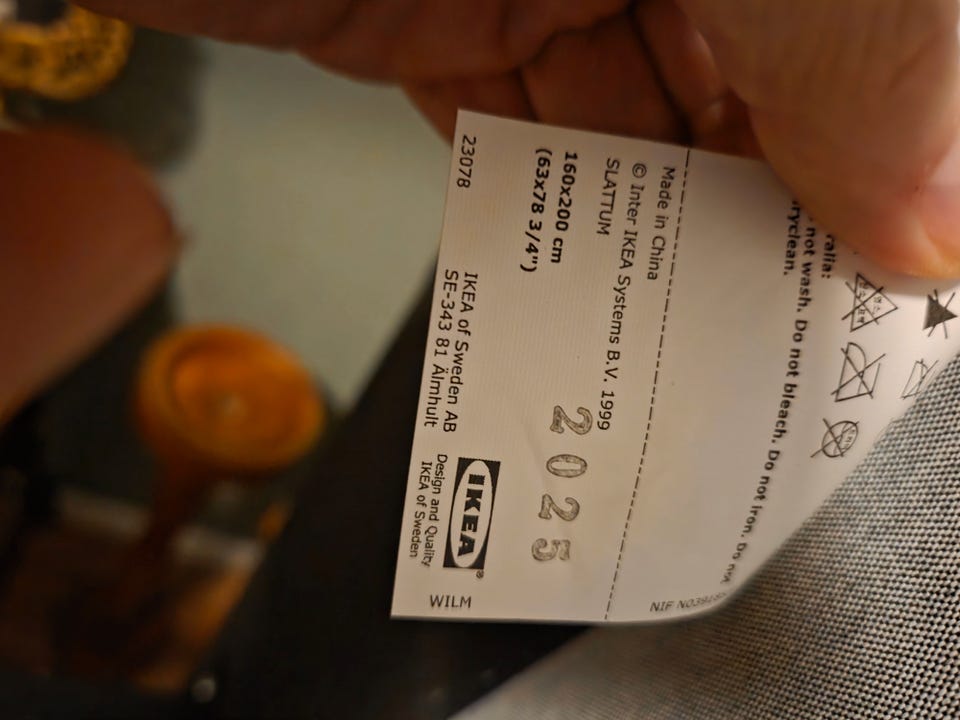 ralia:
not wash. Do not bleach. Do not iron. Do not
ryclean.
Made in China
© Inter IKEA Systems B.V. 1999
SLATTUM
160x200 cm
(63x78 3/4")
2025
23078
IKEA of Sweden AB
SE-343 81 Älmhult
IKEA®
Design and Quality
IKEA of Sweden
WILM